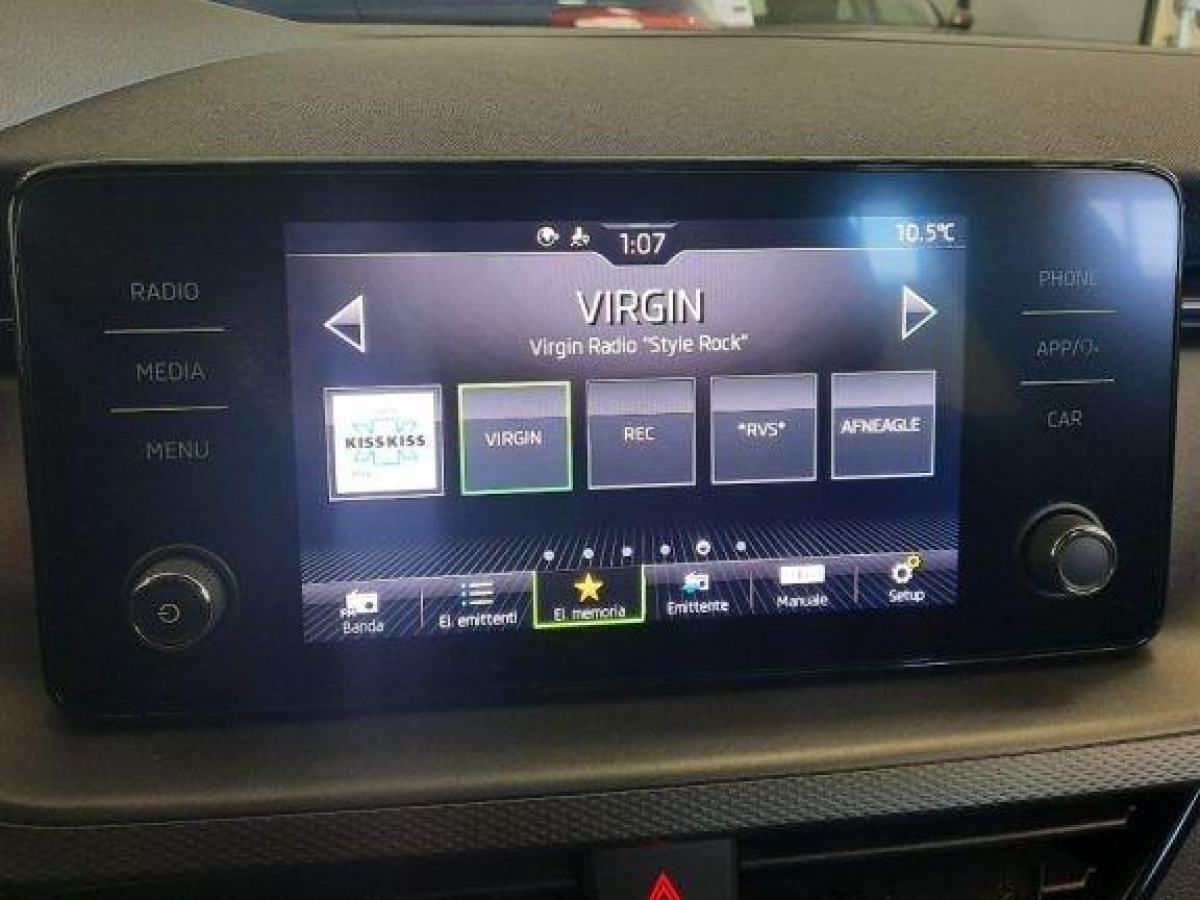 1:07
10.5°C
RADIO
MEDIA
MENU
VIRGIN
Virgin Radio "Style Rock"
KISSKISS
VIRGIN
REC
*RVS*
AFNEAGLE
Banda
El. emittenti
El. memoria
Emittente
Manuale
Setup
PHONE
APP/
CAR